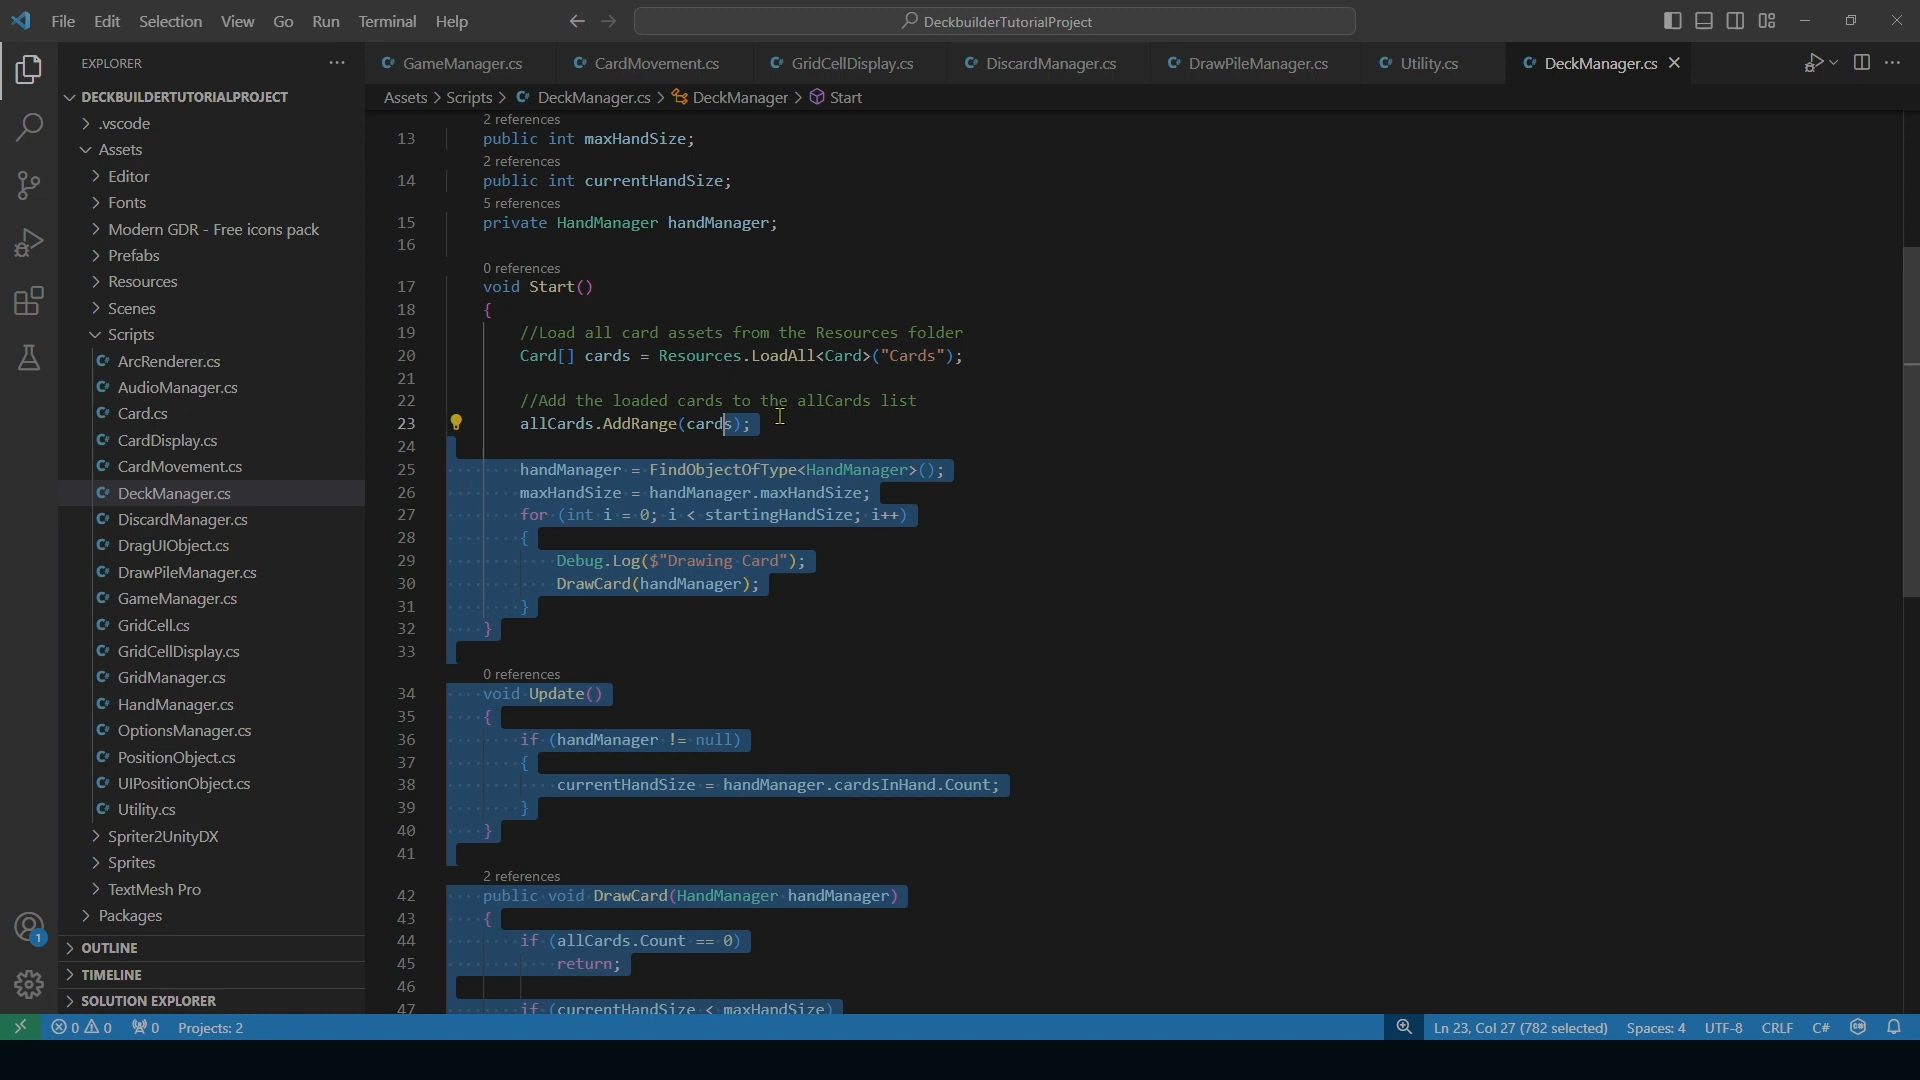 File Edit Selection View Go Run Terminal Help
DeckbuilderTutorialProject
EXPLORER
GameManager.cs
CardMovement.cs
GridCellDisplay.cs
DiscardManager.cs
DrawPileManager.cs
Utility.cs
DeckManager.cs
Assets > Scripts > DeckManager.cs > DeckManager > Start
DECKBUILDERTUTORIALPROJECT
.vscode
Assets
Editor
Fonts
Modern GDR - Free icons pack
Prefabs
Resources
Scenes
Scripts
ArcRenderer.cs
AudioManager.cs
Card.cs
CardDisplay.cs
CardMovement.cs
DeckManager.cs
DiscardManager.cs
DragUIObject.cs
DrawPileManager.cs
GameManager.cs
GridCell.cs
GridCellDisplay.cs
GridManager.cs
HandManager.cs
OptionsManager.cs
PositionObject.cs
UIPositionObject.cs
Utility.cs
Spriter2UnityDX
Sprites
TextMesh Pro
Packages
OUTLINE
TIMELINE
SOLUTION EXPLORER
2 references
13 public int maxHandSize;
2 references
14 public int currentHandSize;
5 references
15 private HandManager handManager;
16
0 references
17 void Start()
18 {
19 //Load all card assets from the Resources folder
20 Card[] cards = Resources.LoadAll<Card>("Cards");
21
22 //Add the loaded cards to the allCards list
23 allCards.AddRange(cards);
24
25 handManager = FindObjectOfType<HandManager>();
26 maxHandSize = handManager.maxHandSize;
27 for (int i = 0; i < startingHandSize; i++)
28 {
29 Debug.Log($"Drawing Card");
30 DrawCard(handManager);
31 }
32 }
33
0 references
34 void Update()
35 {
36 if (handManager != null)
37 {
38 currentHandSize = handManager.cardsInHand.Count;
39 }
40 }
41
2 references
42 public void DrawCard(HandManager handManager)
43 {
44 if (allCards.Count == 0)
45 return;
46
47 if (currentHandSize < maxHandSize)
1
0 0 0 Projects: 2
Ln 23, Col 27 (782 selected) Spaces: 4 UTF-8 CRLF C#